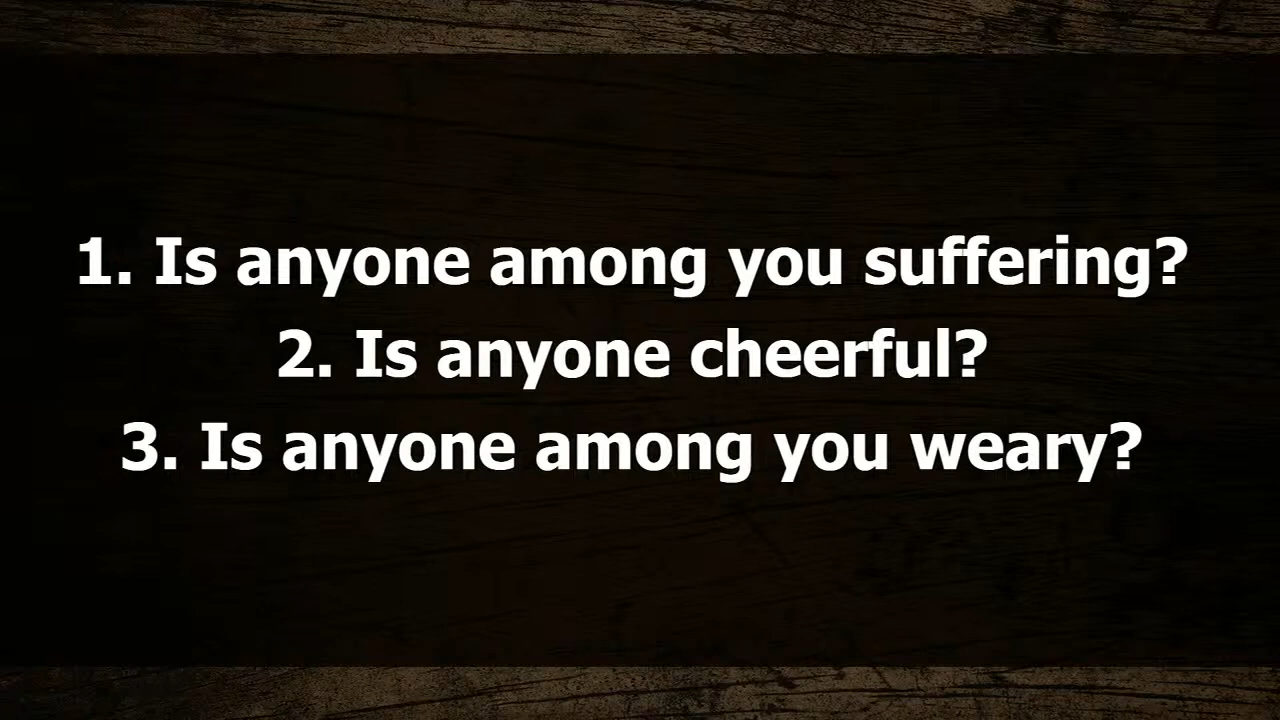 1. Is anyone among you suffering?
2. Is anyone cheerful?
3. Is anyone among you weary?